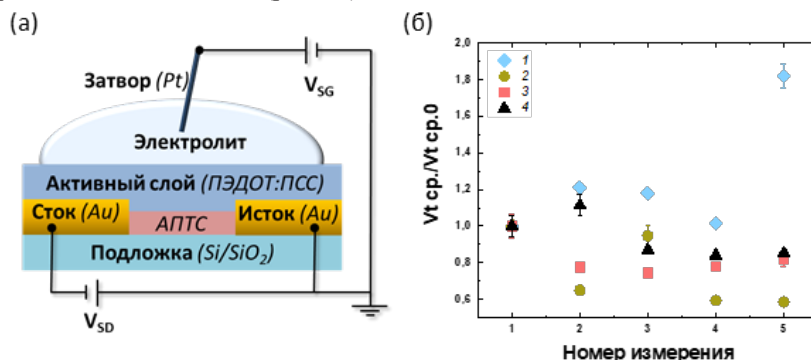 (а)
Затвор (Pt)
V_SG
Электролит
Активный слой (ПЭДОТ:ПСС)
Сток (Au)
АПТС
Исток (Au)
Подложка (Si/SiO₂)
V_SD
(б)
Vt ср./Vt ср.0
2,0
1,8
1,6
1,4
1,2
1,0
0,8
0,6
1
2
3
4
1
2
3
4
5
Номер измерения